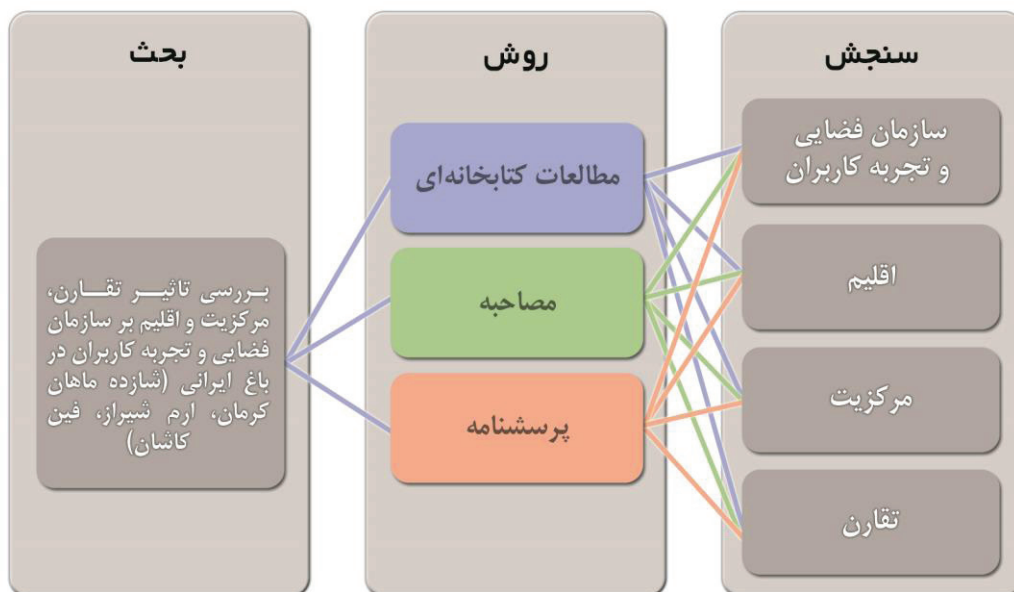 سنجش
سازمان فضایی
و تجربه کاربران
اقلیم
مرکزیت
تقارن
روش
مطالعات کتابخانه‌ای
مصاحبه
پرسشنامه
بحث
بررسی تاثیر تقارن،
مرکزیت و اقلیم بر سازمان
فضایی و تجربه کاربران در
باغ ایرانی (شازده ماهان
کرمان، ارم شیراز، فین
کاشان)